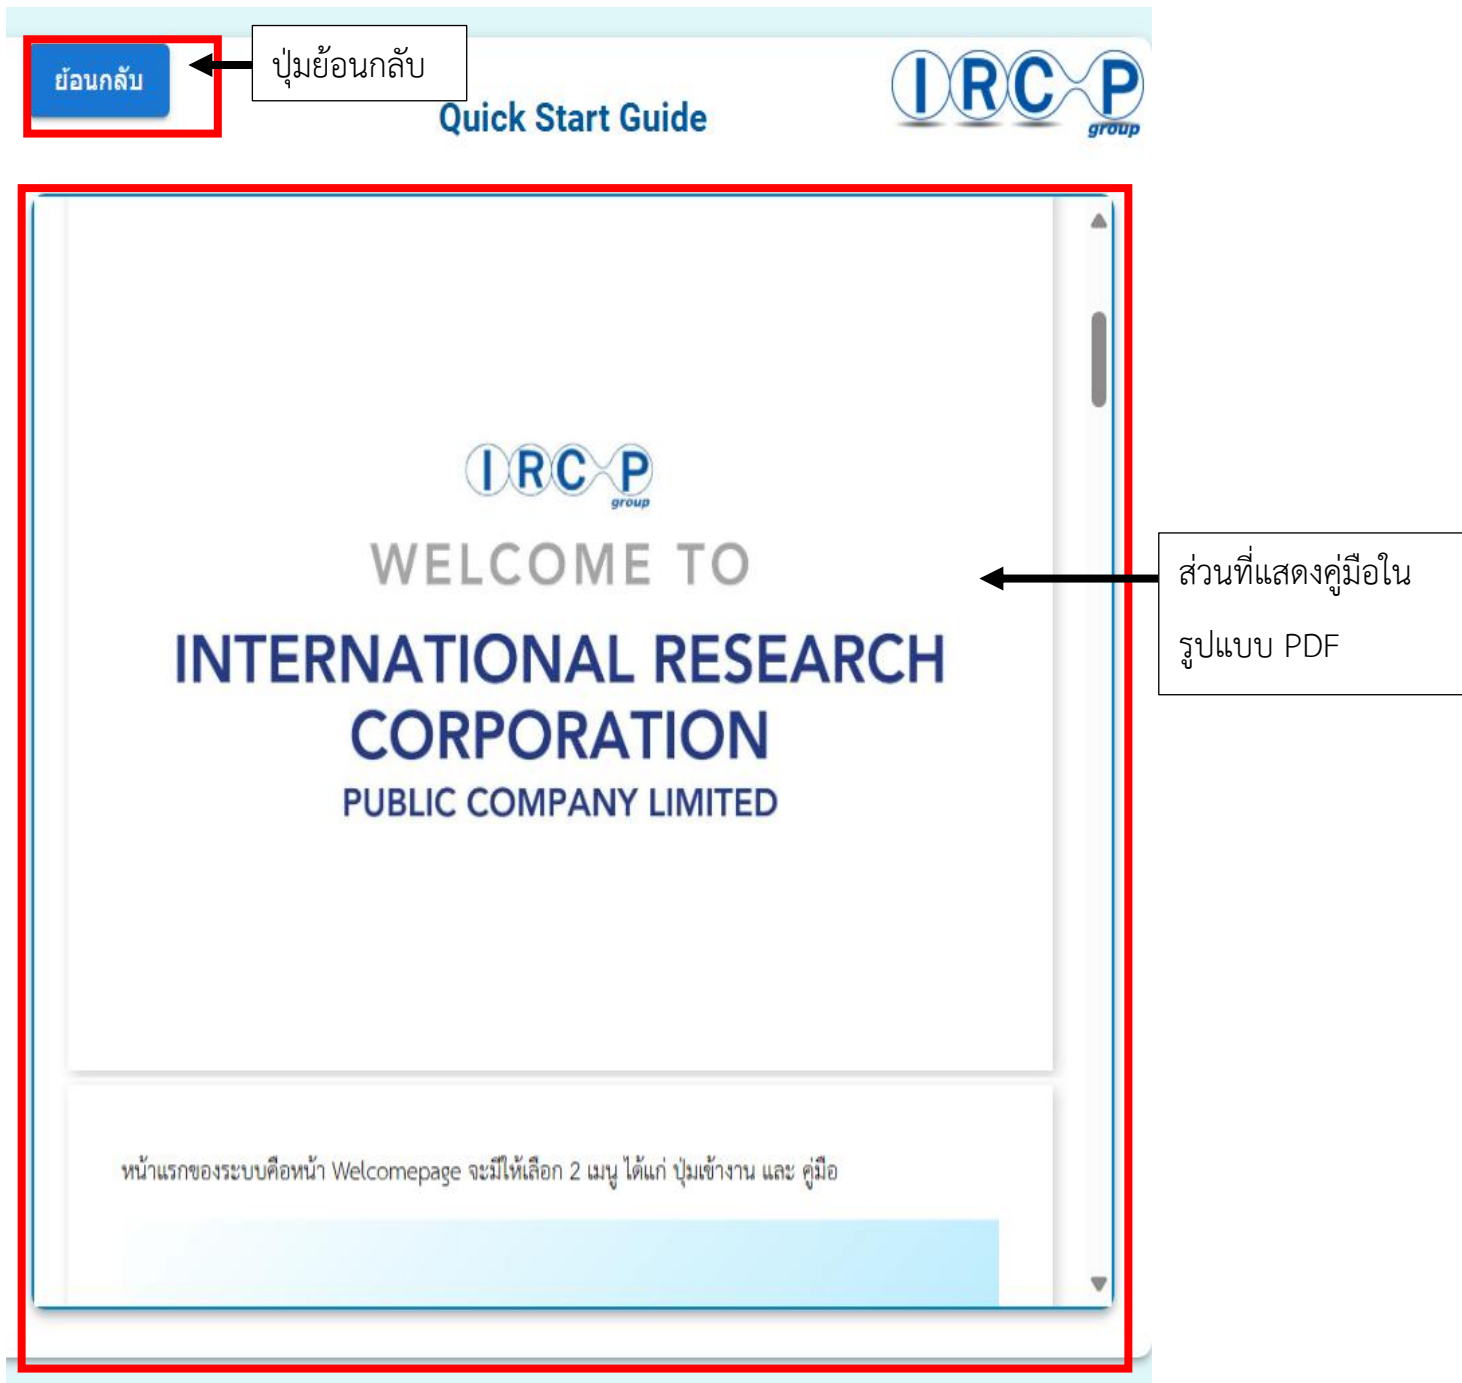 ย้อนกลับ
ปุ่มย้อนกลับ
Quick Start Guide
IRCP
group
IRCP
group
WELCOME TO
INTERNATIONAL RESEARCH
CORPORATION
PUBLIC COMPANY LIMITED
ส่วนที่แสดงคู่มือใน
รูปแบบ PDF
หน้าแรกของระบบคือหน้า Welcomepage จะมีให้เลือก 2 เมนู ได้แก่ ปุ่มเข้างาน และ คู่มือ